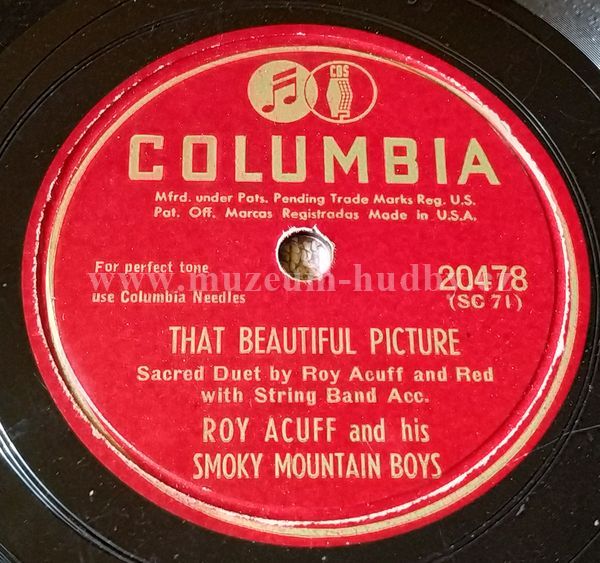 CBS
COLUMBIA
Mfrd. under Pats. Pending Trade Marks Reg. U.S.
Pat. Off. Marcas Registradas Made in U.S.A.
For perfect tone
use Columbia Needles
www.muzeum-hudby.cz
20478
(SC 71)
THAT BEAUTIFUL PICTURE
Sacred Duet by Roy Acuff and Red
with String Band Acc.
ROY ACUFF and his
SMOKY MOUNTAIN BOYS